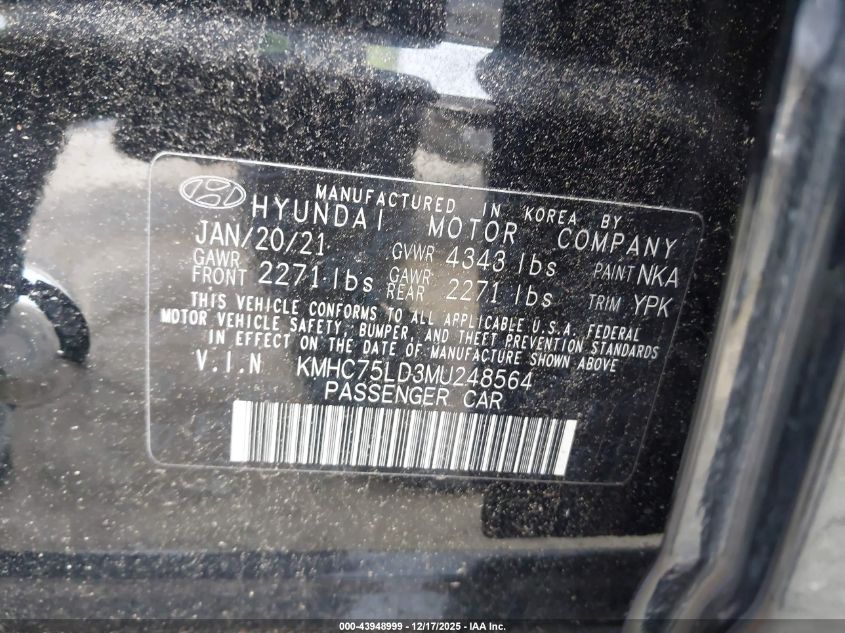 MANUFACTURED IN KOREA BY
HYUNDAI MOTOR COMPANY
JAN/20/21 GVWR 4343 lbs PAINT NKA
GAWR FRONT 2271 lbs GAWR REAR 2271 lbs TRIM YPK
THIS VEHICLE CONFORMS TO ALL APPLICABLE U.S.A. FEDERAL
MOTOR VEHICLE SAFETY, BUMPER, AND THEFT PREVENTION STANDARDS
IN EFFECT ON THE DATE OF MANUFACTURE SHOWN ABOVE
V.I.N KMHC75LD3MU248564
PASSENGER CAR
000-43948999 — 12/17/2025 — IAA Inc.